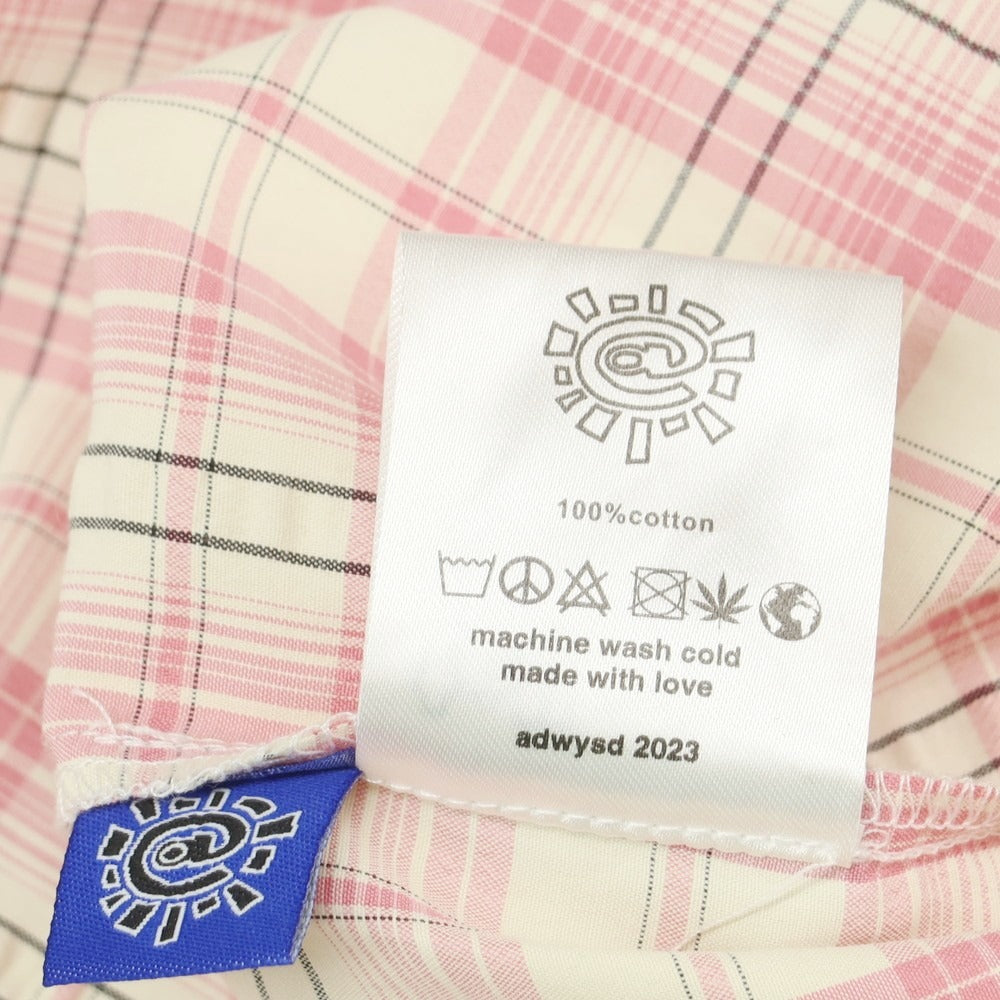 @
100%cotton
machine wash cold
made with love
adwysd 2023
@